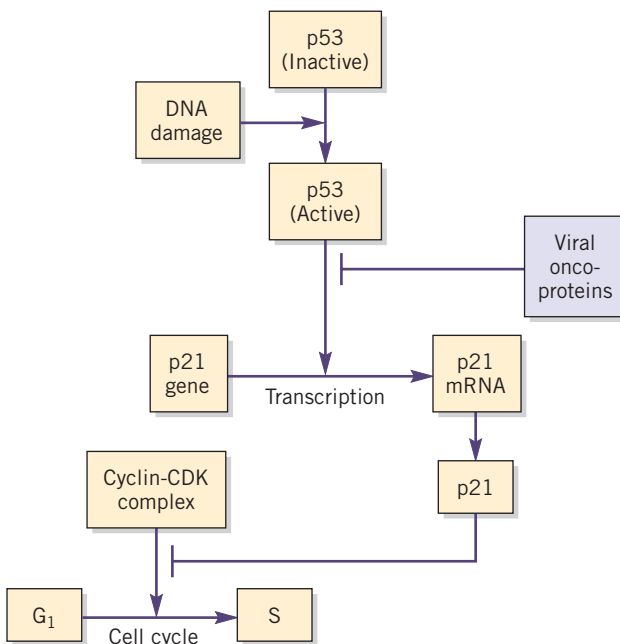 p53
(Inactive)
DNA
damage
p53
(Active)
Viral
onco-
proteins
p21
gene
Transcription
p21
mRNA
Cyclin-CDK
complex
p21
G₁
S
Cell cycle